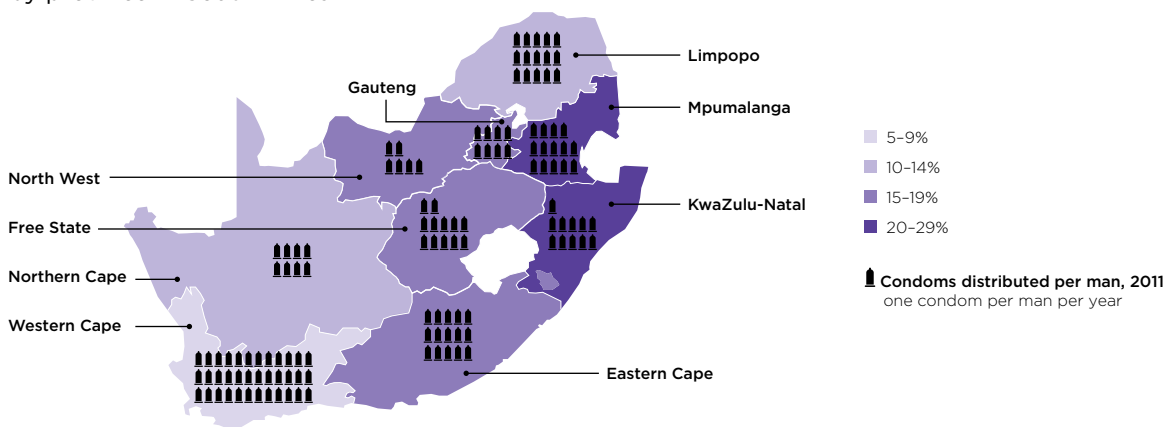 Limpopo
Gauteng
Mpumalanga
5–9%
10–14%
North West
15–19%
KwaZulu-Natal
Free State
20–29%
Northern Cape
Condoms distributed per man, 2011
one condom per man per year
Western Cape
Eastern Cape